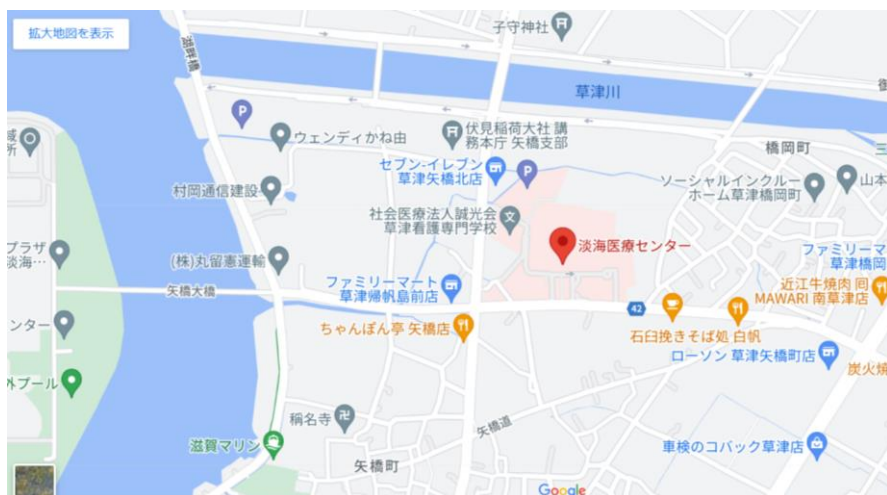 拡大地図を表示
子守神社
湖畔橋
草津川
P
ウェンディかね由
伏見稲荷大社 講
務本庁 矢橋支部
橋岡町
セブン-イレブン
草津矢橋北店
P
ソーシャルインクルー
ホーム草津橋岡町
山本
村岡通信建設
社会医療法人誠光会
草津看護専門学校
文
淡海医療センター
プラザ
淡海…
(株)丸留憲運輸
ファミリーマ
草津橋岡
矢橋大橋
ファミリーマート
草津帰帆島前店
近江牛焼肉 囘
MAWARI 南草津店
42
ンター
ちゃんぽん亭 矢橋店
石臼挽きそば処 白帆
ローソン 草津矢橋町店
外プール
炭火焼
稱名寺
矢橋道
滋賀マリン
車検のコバック草津店
矢橋町
Google